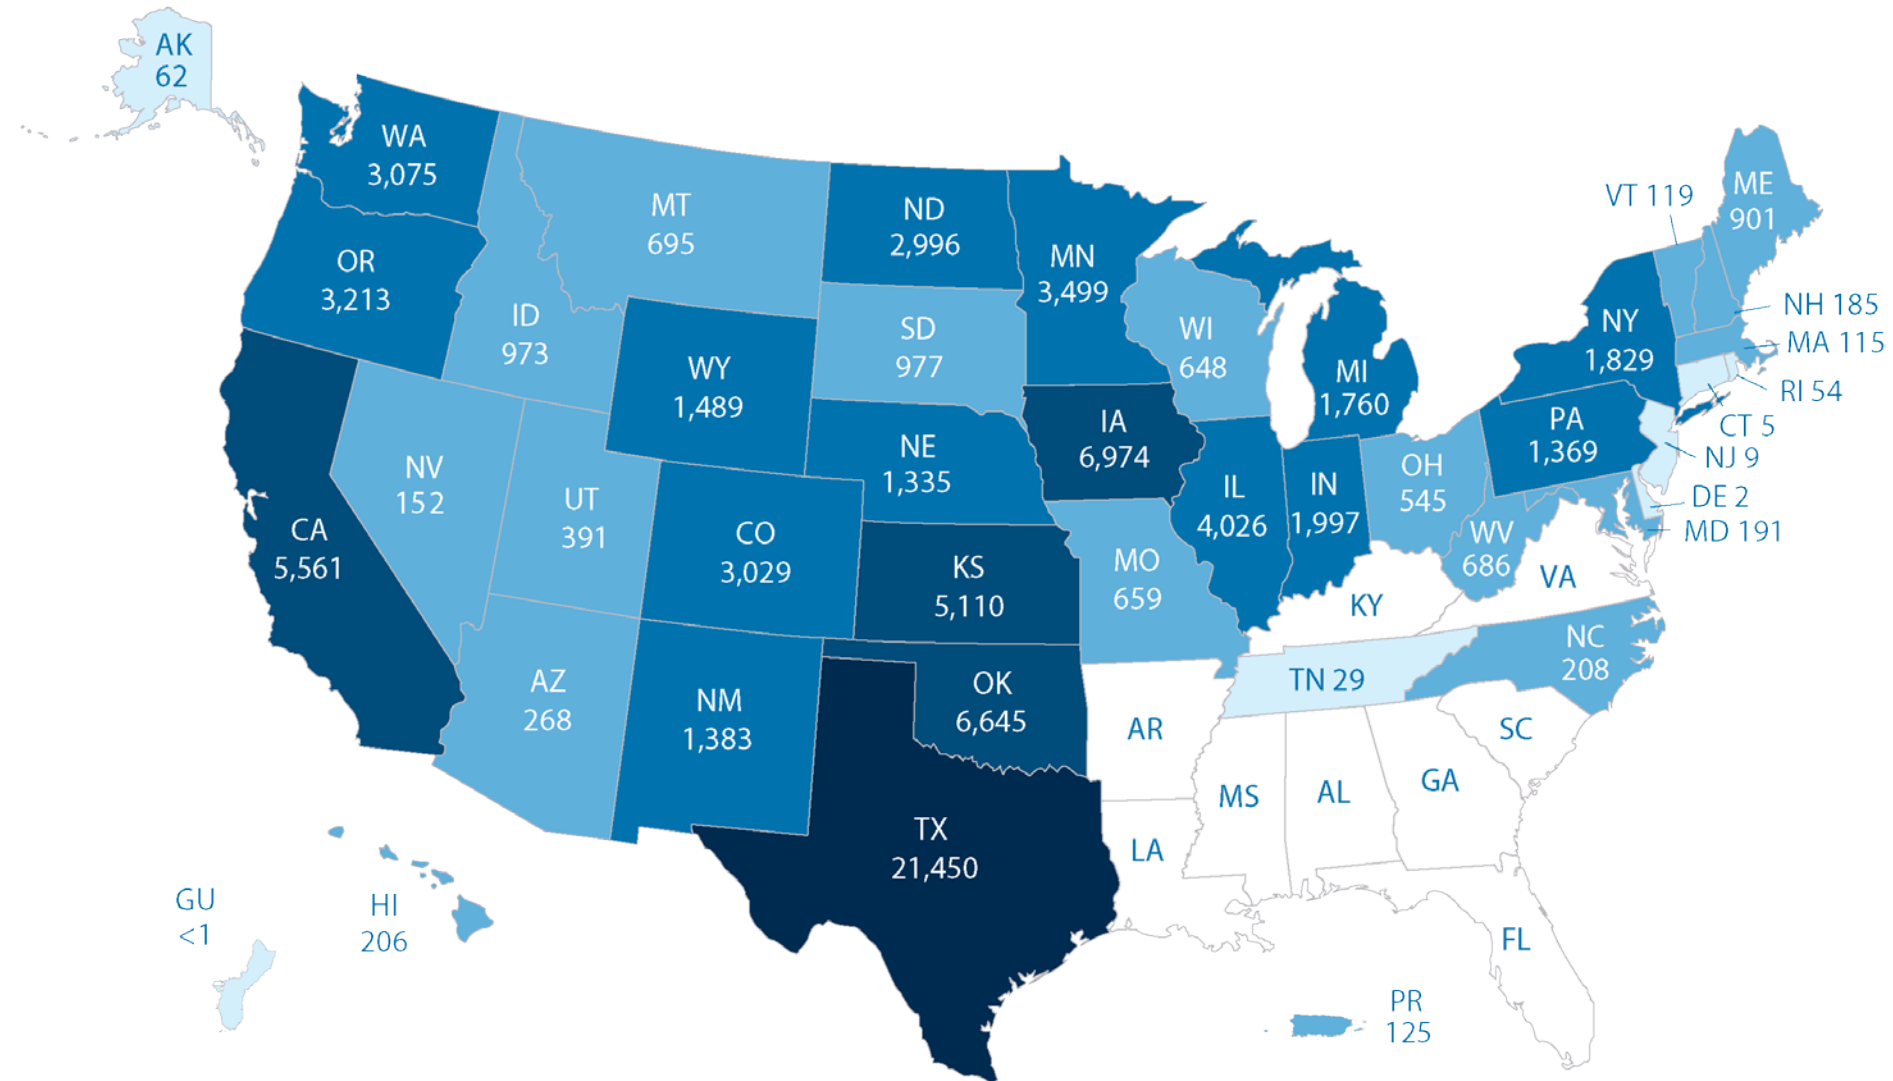 AK
62
WA
3,075
OR
3,213
CA
5,561
ID
973
NV
152
MT
695
WY
1,489
UT
391
AZ
268
CO
3,029
NM
1,383
ND
2,996
SD
977
NE
1,335
KS
5,110
OK
6,645
TX
21,450
MN
3,499
IA
6,974
MO
659
AR
LA
WI
648
IL
4,026
MI
1,760
IN
1,997
OH
545
KY
TN 29
MS
AL
GA
FL
SC
NC
208
VA
WV
686
PA
1,369
NY
1,829
VT 119
ME
901
NH 185
MA 115
RI 54
CT 5
NJ 9
DE 2
MD 191
GU
<1
HI
206
PR
125